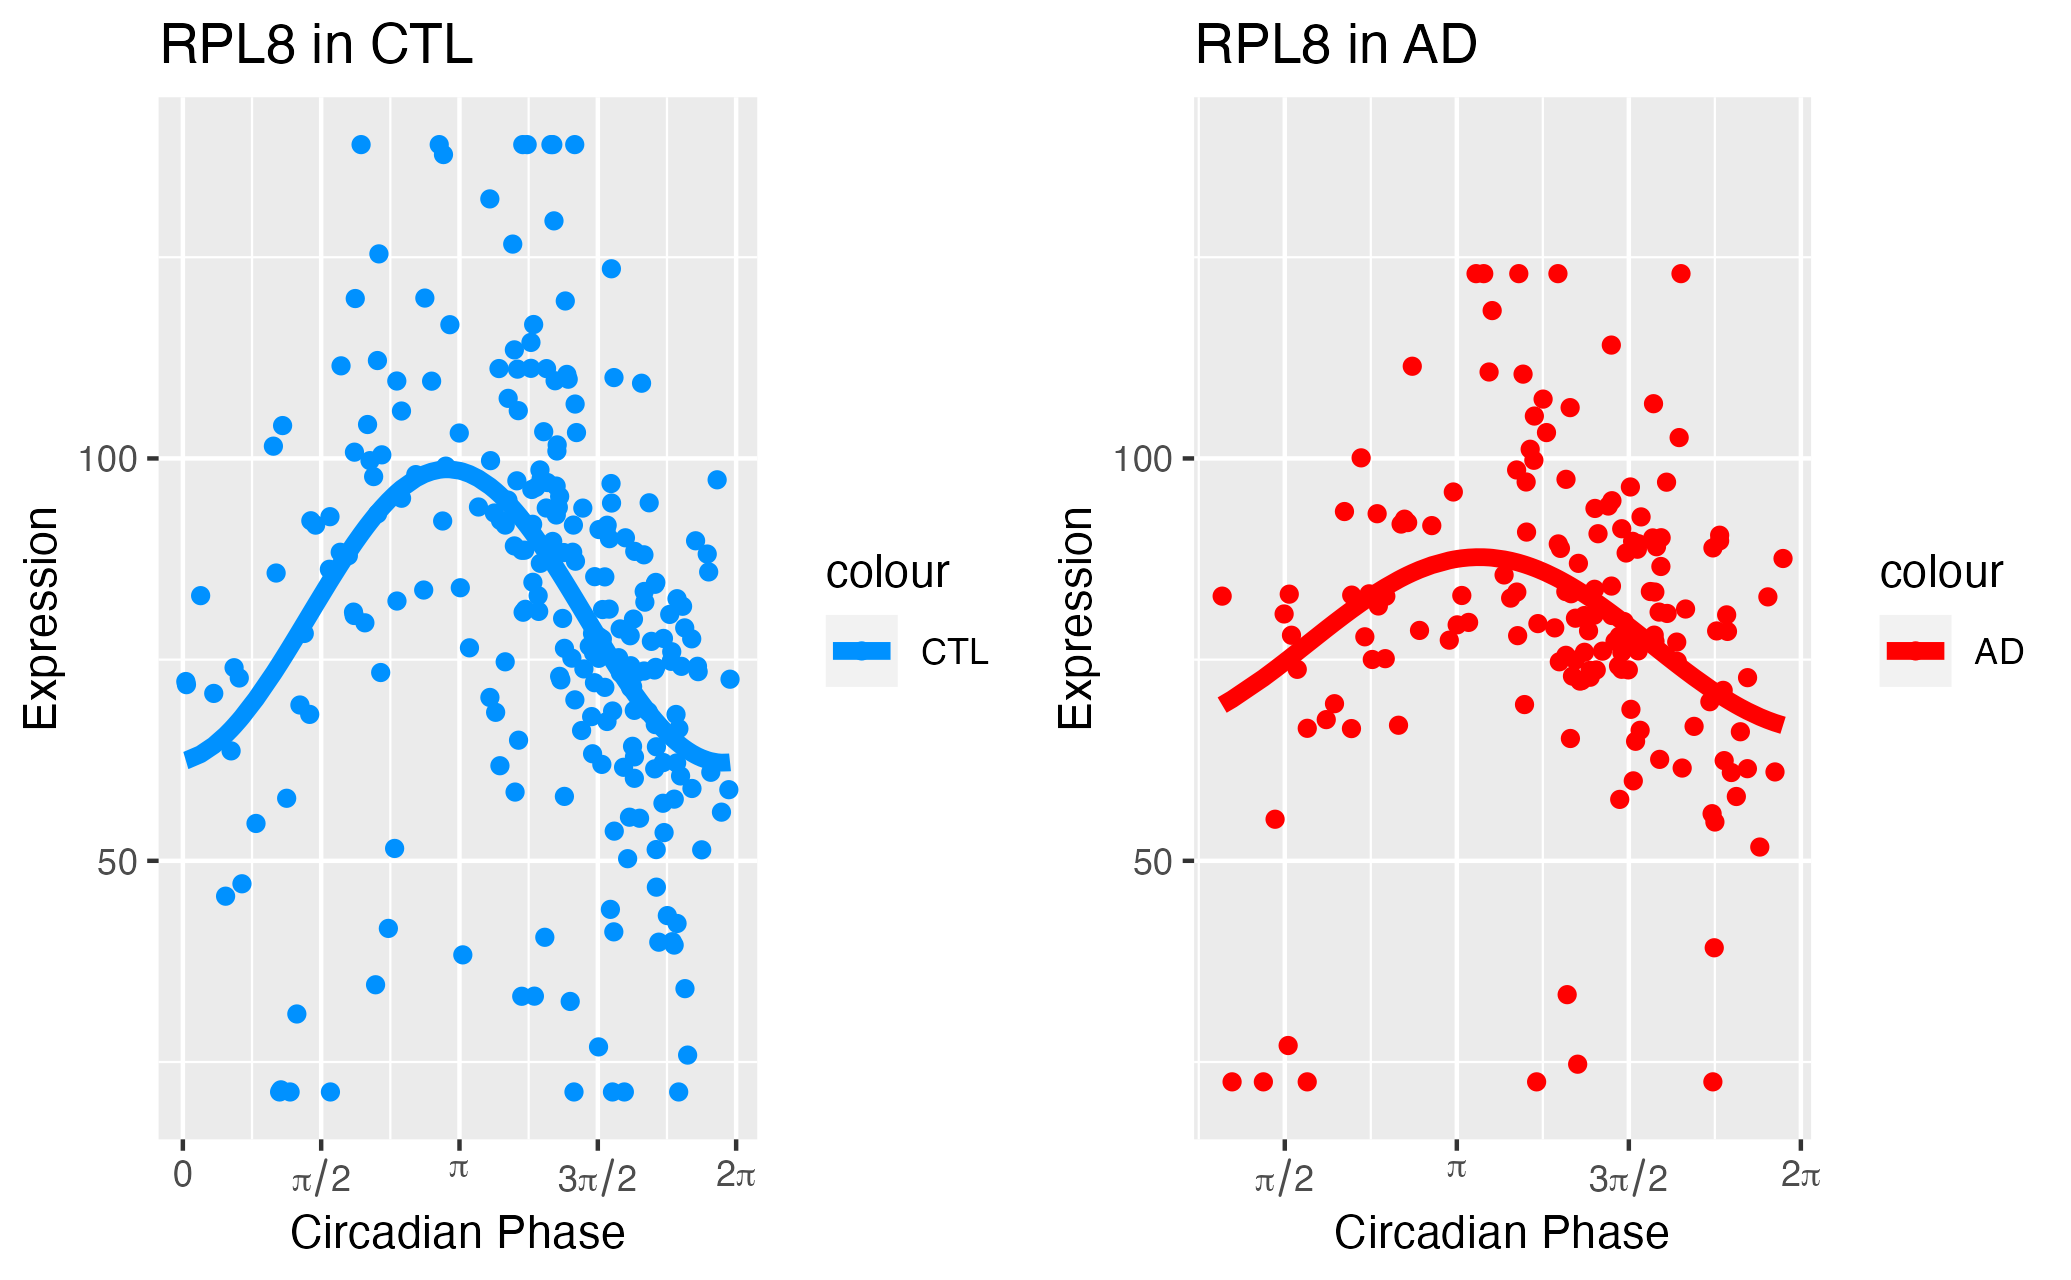 RPL8 in CTL
Expression
100
50
0 π/2 π 3π/2 2π
Circadian Phase
colour
CTL
RPL8 in AD
Expression
100
50
π/2 π 3π/2 2π
Circadian Phase
colour
AD